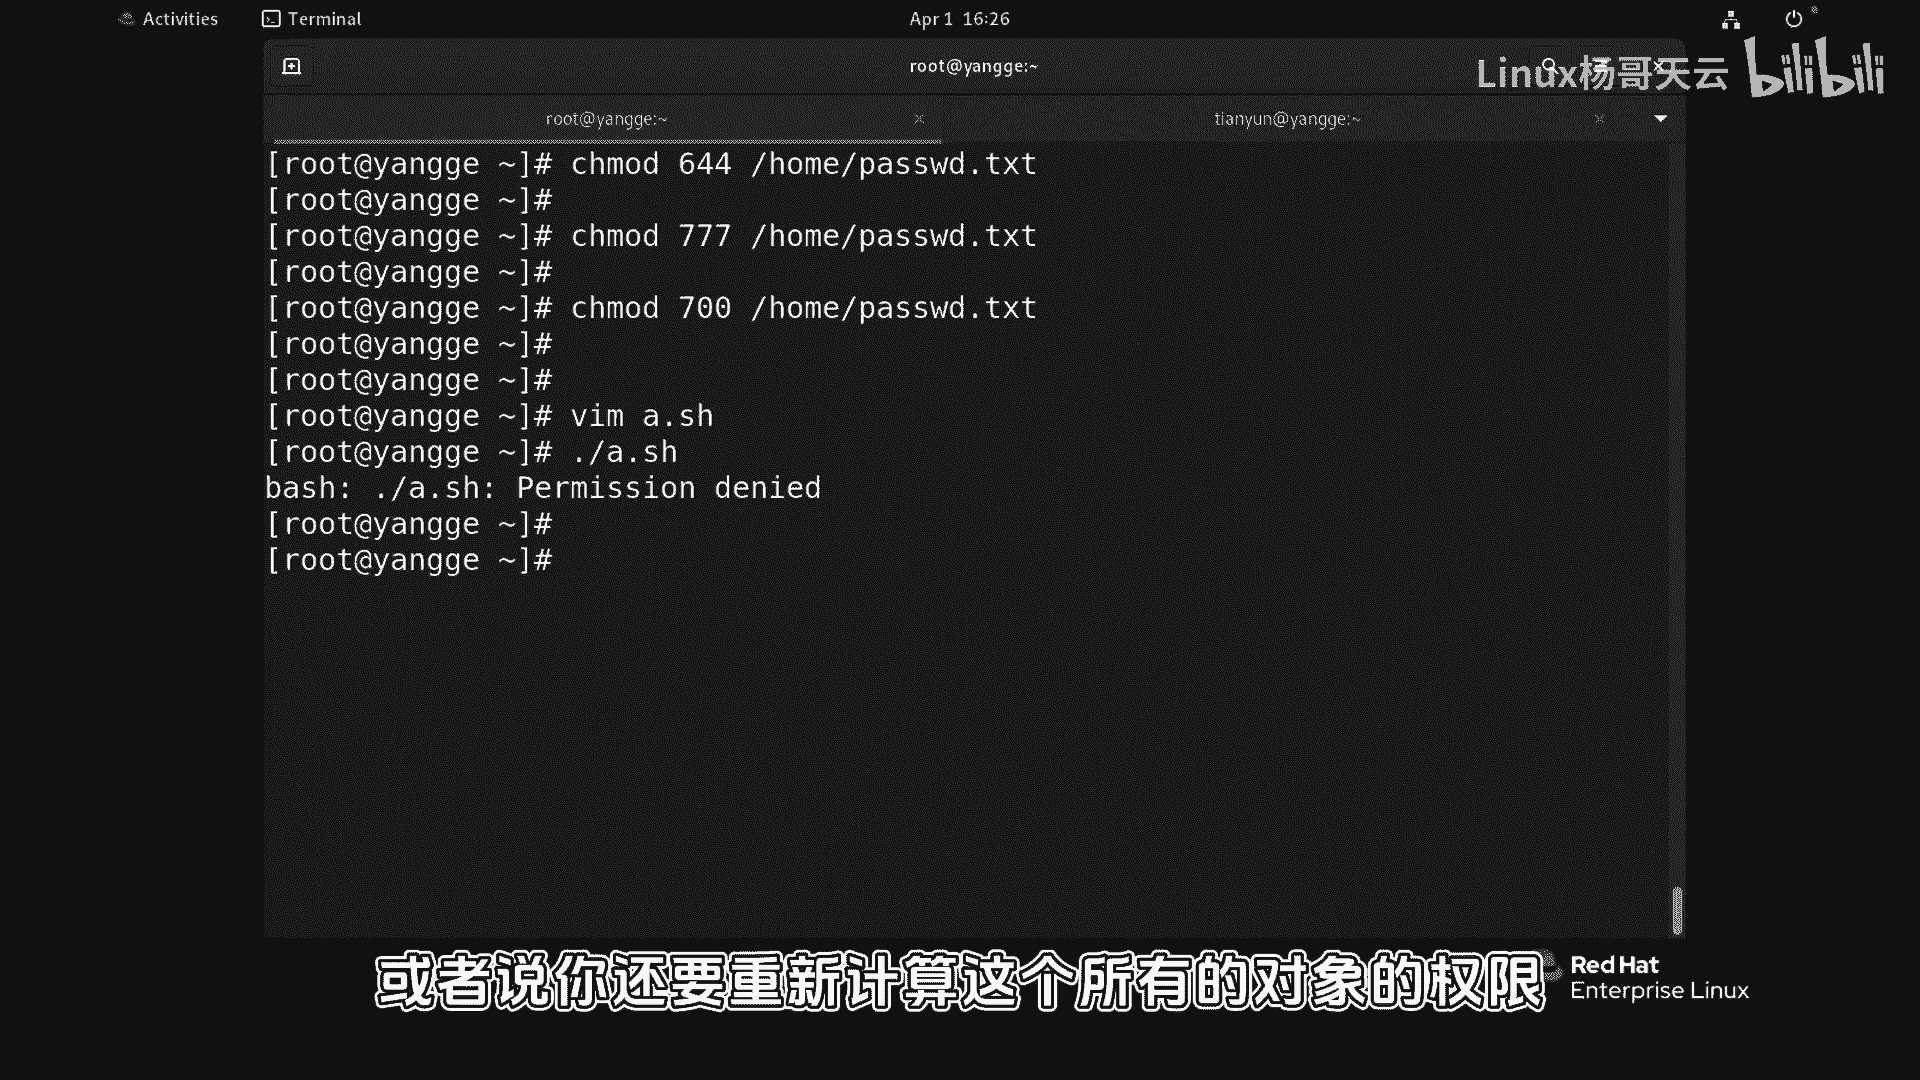 Activities
Terminal
Apr 1 16:26
root@yangge:~
Linux杨哥天云 bilibili
root@yangge:~
tianyun@yangge:~
[root@yangge ~]# chmod 644 /home/passwd.txt
[root@yangge ~]#
[root@yangge ~]# chmod 777 /home/passwd.txt
[root@yangge ~]#
[root@yangge ~]# chmod 700 /home/passwd.txt
[root@yangge ~]#
[root@yangge ~]#
[root@yangge ~]# vim a.sh
[root@yangge ~]# ./a.sh
bash: ./a.sh: Permission denied
[root@yangge ~]#
[root@yangge ~]#
或者说你还要重新计算这个所有的对象的权限
Red Hat
Enterprise Linux